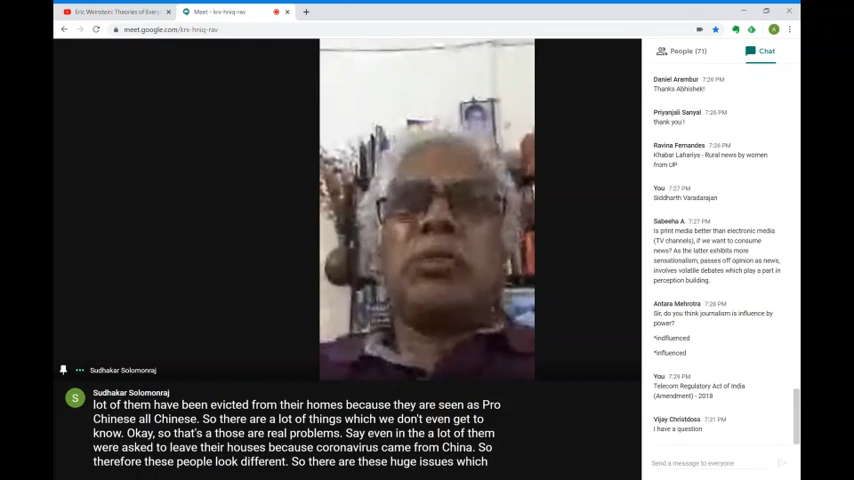 Eric Weinstein: Theories of Every
Meet - krx-hniq-rav
meet.google.com/krx-hniq-rav
A
People (71)
Chat
Daniel Arambur 7:26 PM
Thanks Abhishek!
Priyanjali Sanyal 7:26 PM
thank you !
Ravina Fernandes 7:26 PM
Khabar Lahariya - Rural news by women
from UP
You 7:27 PM
Siddharth Varadarajan
Sabeeha A 7:27 PM
Is print media better than electronic media
(TV channels), if we want to consume
news? As the latter exhibits more
sensationalism, passes off opinion as news,
involves volatile debates which play a part in
perception building.
Antara Mehrotra 7:28 PM
Sir, do you think journalism is influence by
power?
*indfluenced
*influenced
You 7:29 PM
Telecom Regulatory Act of India
(Amendment) - 2018
Vijay Christdoss 7:31 PM
I have a question
Send a message to everyone
Sudhakar Solomonraj
S
Sudhakar Solomonraj
lot of them have been evicted from their homes because they are seen as Pro
Chinese all Chinese. So there are a lot of things which we don't even get to
know. Okay, so that's a those are real problems. Say even in the a lot of them
were asked to leave their houses because coronavirus came from China. So
therefore these people look different. So there are these huge issues which